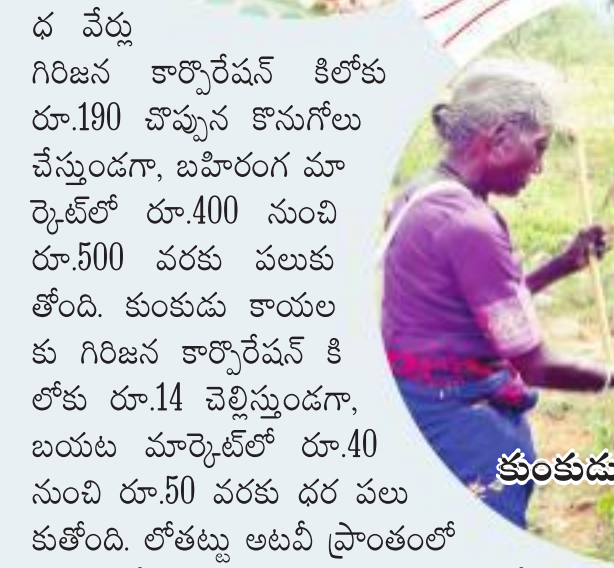 ధ వేర్లు
గిరిజన కార్పొరేషన్ కిలోకు
రూ.190 చొప్పున కొనుగోలు
చేస్తుండగా, బహిరంగ మా
ర్కెట్‌లో రూ.400 నుంచి
రూ.500 వరకు పలుకు
తోంది. కుంకుడు కాయల
కు గిరిజన కార్పొరేషన్ కి
లోకు రూ.14 చెల్లిస్తుండగా,
బయట మార్కెట్‌లో రూ.40
నుంచి రూ.50 వరకు ధర పలు
కుతోంది. లోతట్టు అటవీ ప్రాంతంలో
కుంకుడు